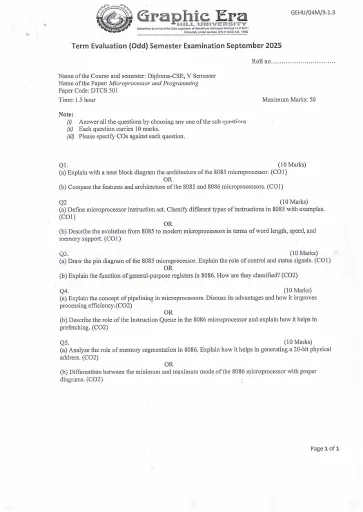 GEHU/04M/9.1.3
Graphic Era
HILL UNIVERSITY
Term Evaluation (Odd) Semester Examination September 2025
Roll no..............................
Name of the Course and semester: Diploma-CSE, V Semester
Name of the Paper: Microprocessor and Programming
Paper Code: DTCS 501
Time: 1.5 hour Maximum Marks: 50
Note:
(i) Answer all the questions by choosing any one of the sub questions
(ii) Each question carries 10 marks.
(iii) Please specify COs against each question.
Q1. (10 Marks)
(a) Explain with a neat block diagram the architecture of the 8085 microprocessor. (CO1)
OR
(b) Compare the features and architecture of the 8085 and 8086 microprocessors. (CO1)
Q2 (10 Marks)
(a) Define microprocessor instruction set. Classify different types of instructions in 8085 with examples.
(CO1)
OR
(b) Describe the evolution from 8085 to modern microprocessors in terms of word length, speed, and
memory support. (CO1)
Q3. (10 Marks)
(a) Draw the pin diagram of the 8085 microprocessor. Explain the role of control and status signals. (CO1)
OR
(b) Explain the function of general-purpose registers in 8086. How are they classified? (CO2)
Q4. (10 Marks)
(a) Explain the concept of pipelining in microprocessors. Discuss its advantages and how it improves
processing efficiency.(CO2)
OR
(b) Describe the role of the Instruction Queue in the 8086 microprocessor and explain how it helps in
prefetching. (CO2)
Q5. (10 Marks)
(a) Analyze the role of memory segmentation in 8086. Explain how it helps in generating a 20-bit physical
address. (CO2)
OR
(b) Differentiate between the minimum and maximum mode of the 8086 microprocessor with proper
diagrams. (CO2)
Page 1 of 1